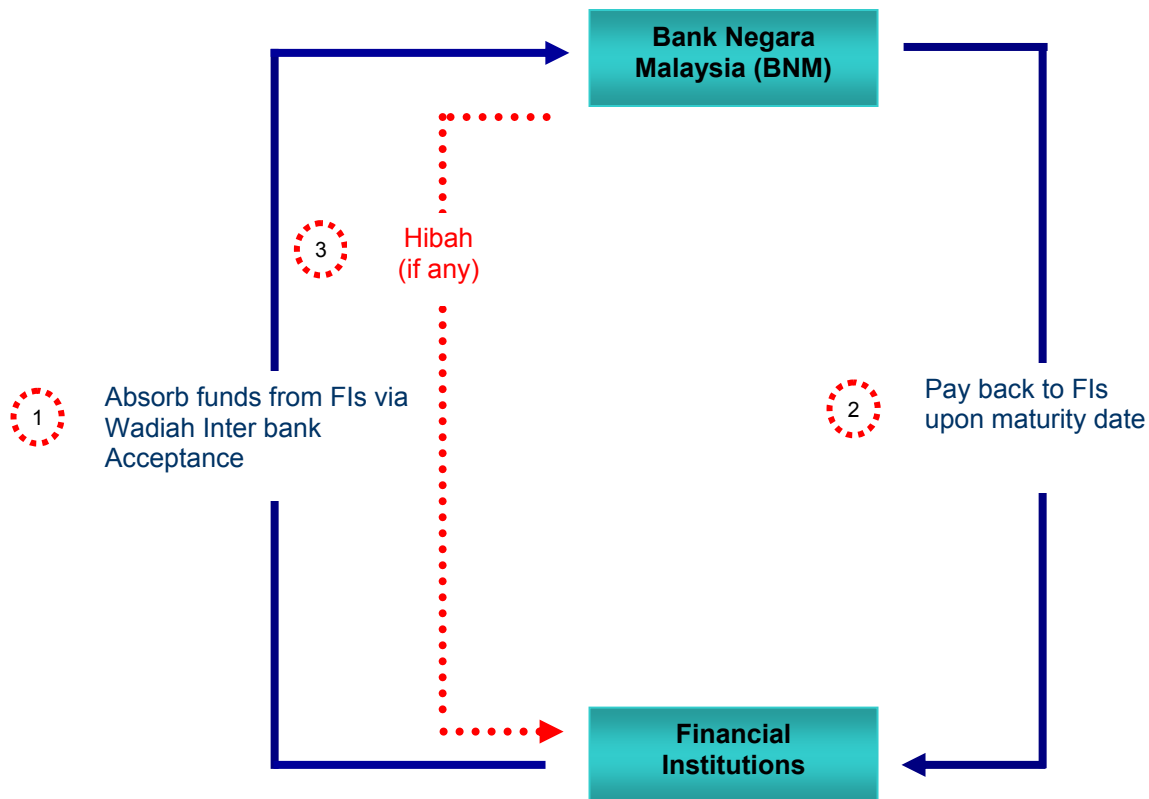 Bank Negara
Malaysia (BNM)
3
Hibah
(if any)
1
Absorb funds from FIs via
Wadiah Inter bank
Acceptance
2
Pay back to FIs
upon maturity date
Financial
Institutions